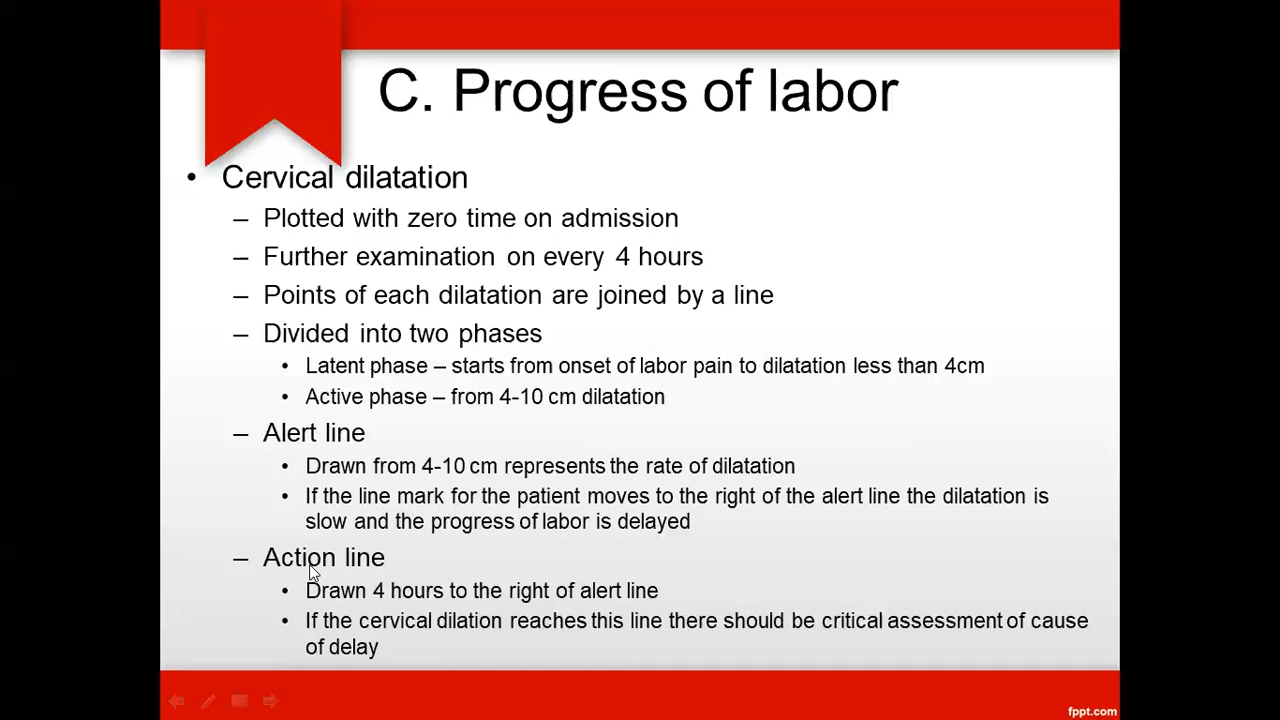 C. Progress of labor
• Cervical dilatation
– Plotted with zero time on admission
– Further examination on every 4 hours
– Points of each dilatation are joined by a line
– Divided into two phases
• Latent phase – starts from onset of labor pain to dilatation less than 4cm
• Active phase – from 4-10 cm dilatation
– Alert line
• Drawn from 4-10 cm represents the rate of dilatation
• If the line mark for the patient moves to the right of the alert line the dilatation is
slow and the progress of labor is delayed
– Action line
• Drawn 4 hours to the right of alert line
• If the cervical dilation reaches this line there should be critical assessment of cause
of delay
fppt.com